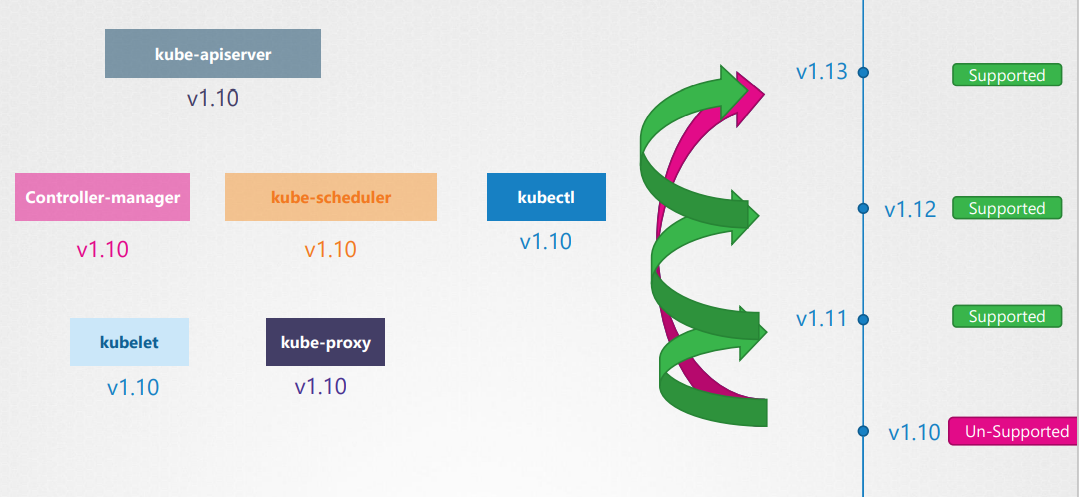 kube-apiserver
v1.10
Controller-manager
v1.10
kube-scheduler
v1.10
kubectl
v1.10
kubelet
v1.10
kube-proxy
v1.10
v1.13
Supported
v1.12
Supported
v1.11
Supported
v1.10
Un-Supported